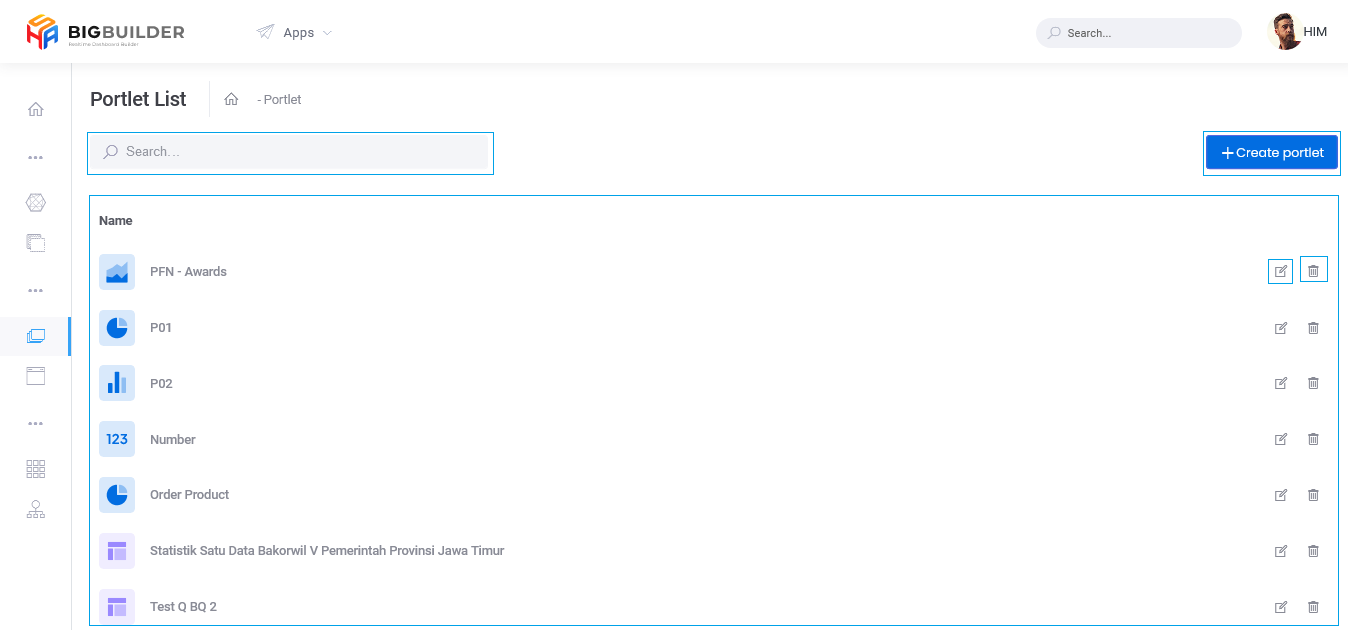 BIGBUILDER
Realtime Dashboard Builder
Apps
Search...
HIM
Portlet List
- Portlet
Search...
+Create portlet
Name
PFN - Awards
P01
P02
123
Number
Order Product
Statistik Satu Data Bakorwil V Pemerintah Provinsi Jawa Timur
Test Q BQ 2